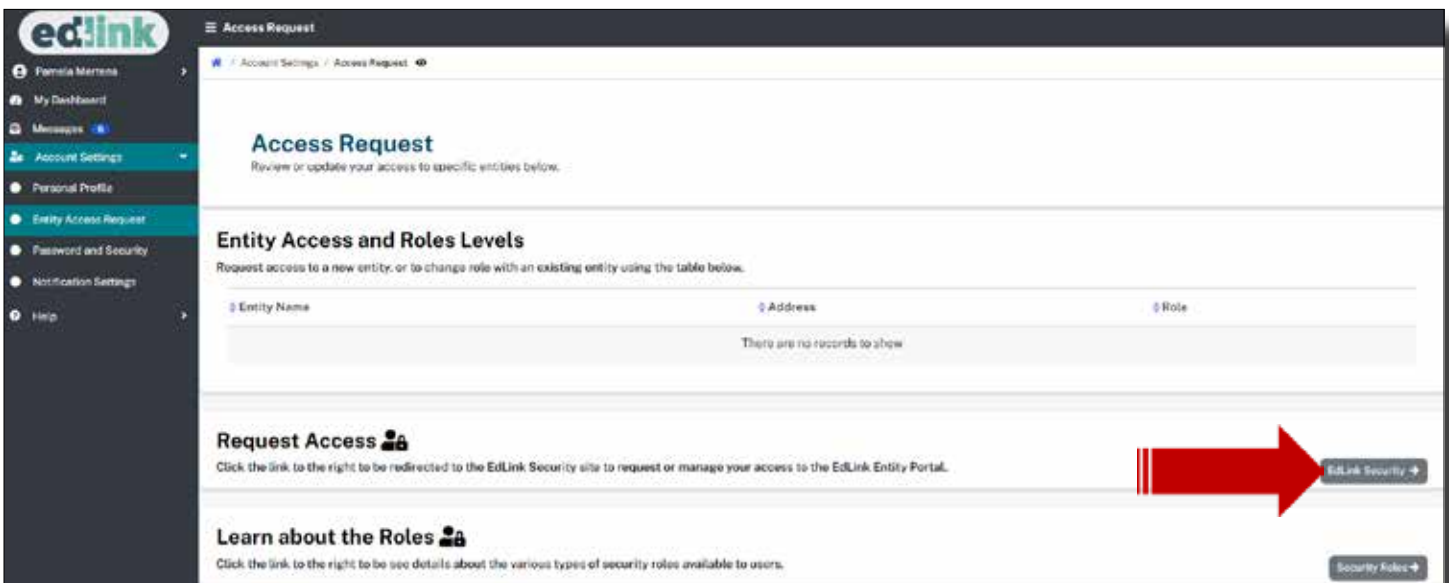 edlink
Access Request
Pamela Mertens
/ Account Settings / Access Request
My Dashboard
Messages
Account Settings
Personal Profile
Entity Access Request
Password and Security
Notification Settings
Help
Access Request
Review or update your access to specific entities below.
Entity Access and Roles Levels
Request access to a new entity, or to change role with an existing entity using the table below.
Entity Name Address Role
There are no records to show
Request Access
Click the link to the right to be redirected to the EdLink Security site to request or manage your access to the EdLink Entity Portal.
EdLink Security
Learn about the Roles
Click the link to the right to be see details about the various types of security roles available to users.
Security Roles